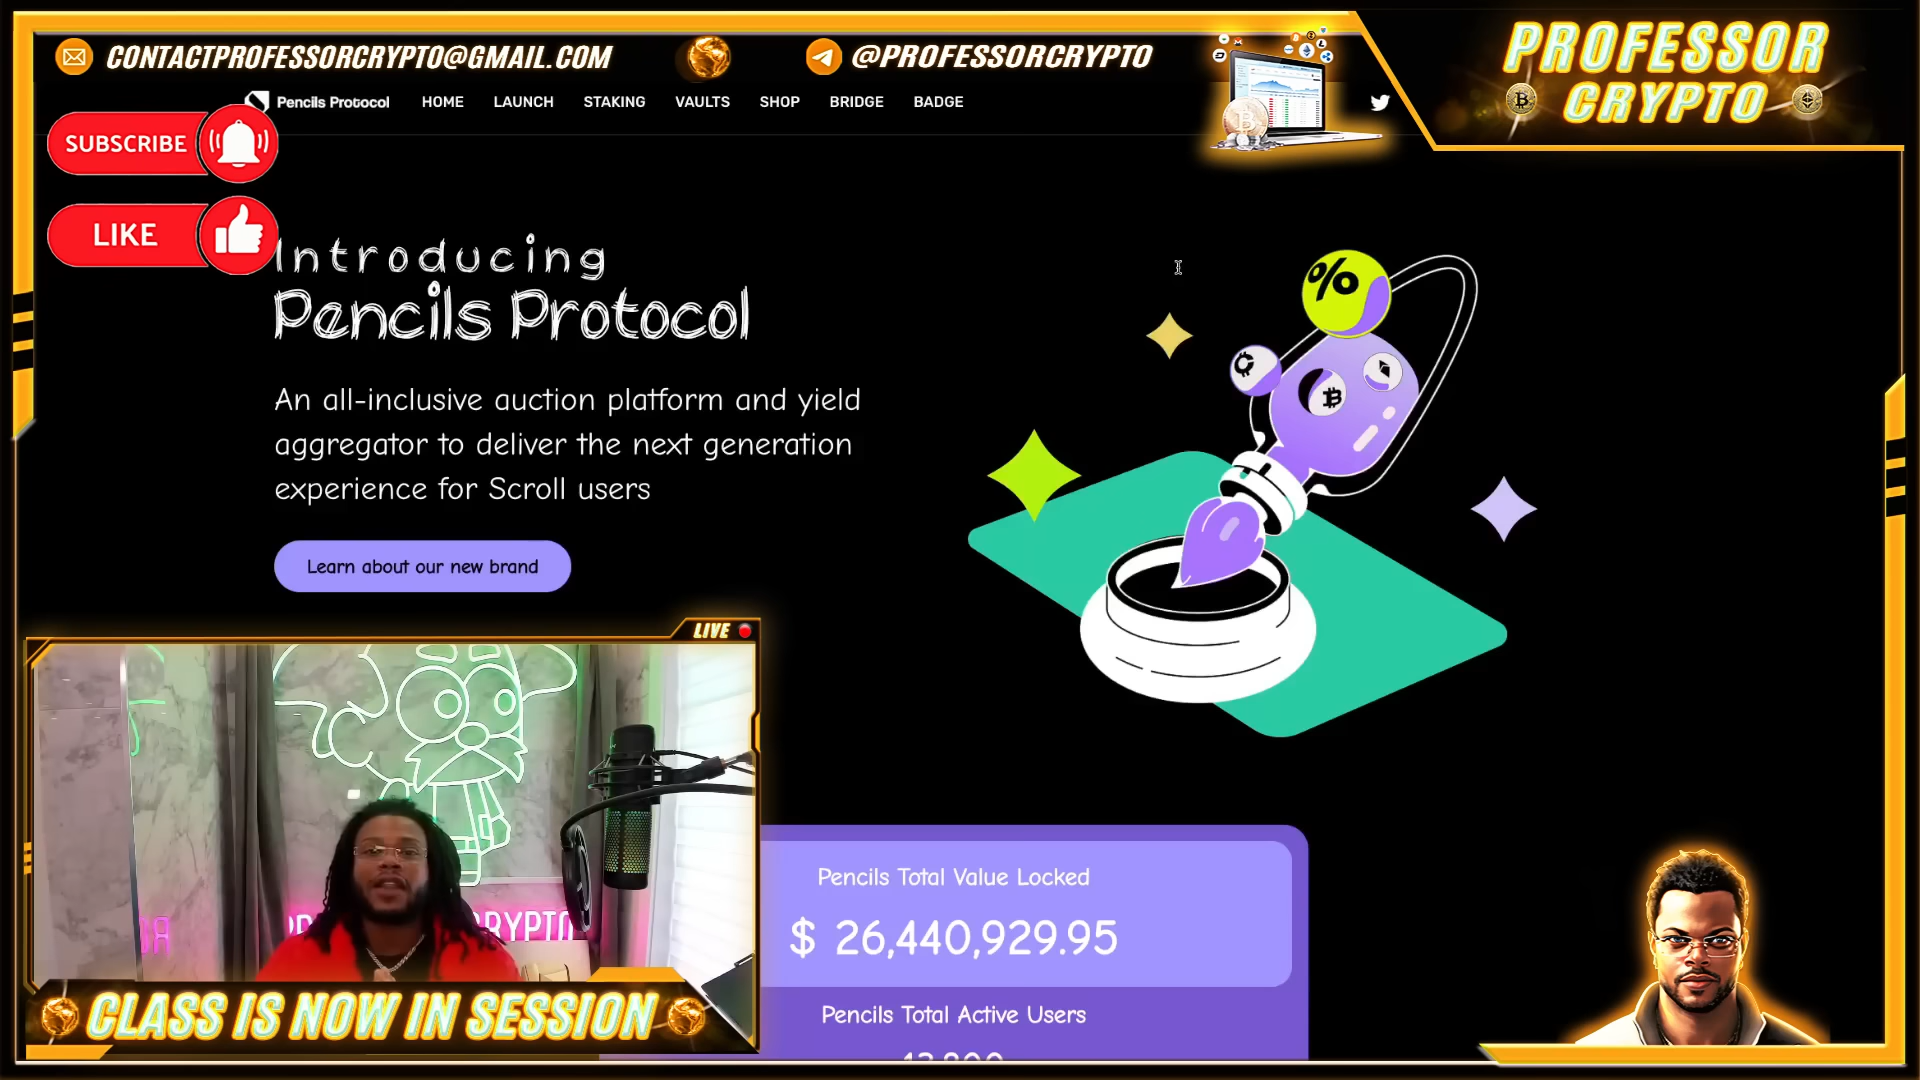 CONTACTPROFESSORCRYPTO@GMAIL.COM
@PROFESSORCRYPTO
PROFESSOR
CRYPTO
Pencils Protocol
HOME
LAUNCH
STAKING
VAULTS
SHOP
BRIDGE
BADGE
SUBSCRIBE
LIKE
Introducing
Pencils Protocol
An all-inclusive auction platform and yield
aggregator to deliver the next generation
experience for Scroll users
Learn about our new brand
LIVE
RYPTO
Pencils Total Value Locked
$ 26,440,929.95
Pencils Total Active Users
CLASS IS NOW IN SESSION